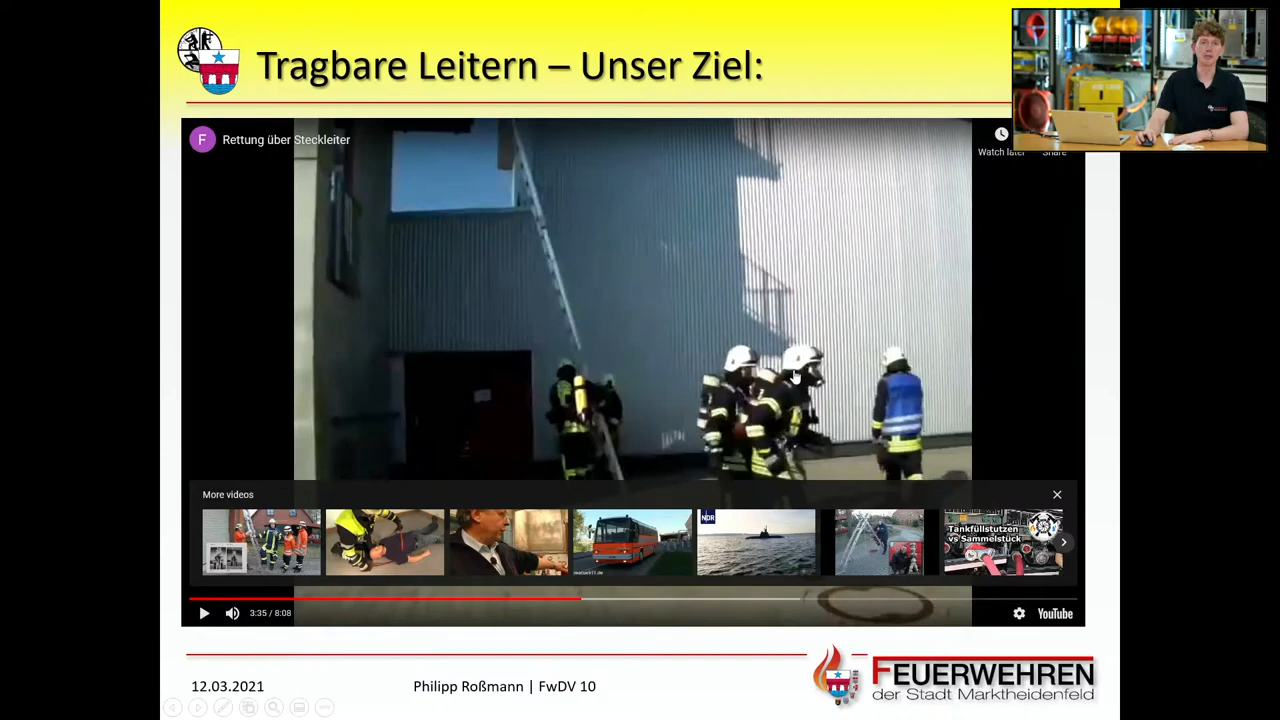 Tragbare Leitern – Unser Ziel:
F
Rettung über Steckleiter
Watch later
Share
More videos
NDR
Tankfüllstutzen
vs Sammelstück
3:35 / 8:08
YouTube
12.03.2021
Philipp Roßmann | FwDV 10
FEUERWEHREN
der Stadt Marktheidenfeld